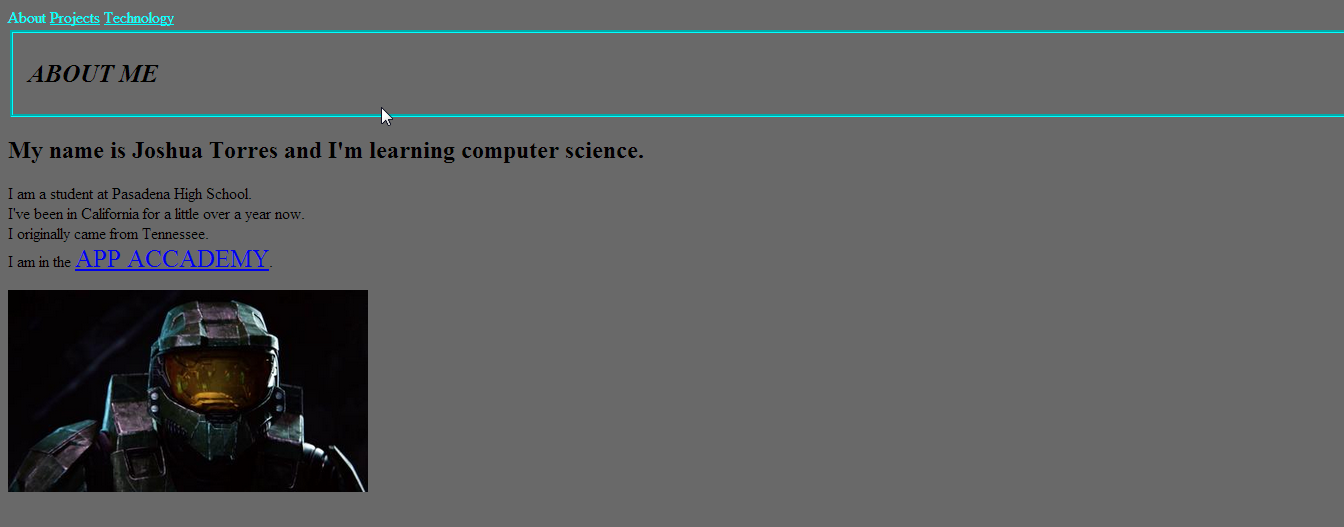 About Projects Technology
ABOUT ME
My name is Joshua Torres and I'm learning computer science.
I am a student at Pasadena High School.
I've been in California for a little over a year now.
I originally came from Tennessee.
I am in the APP ACCADEMY.